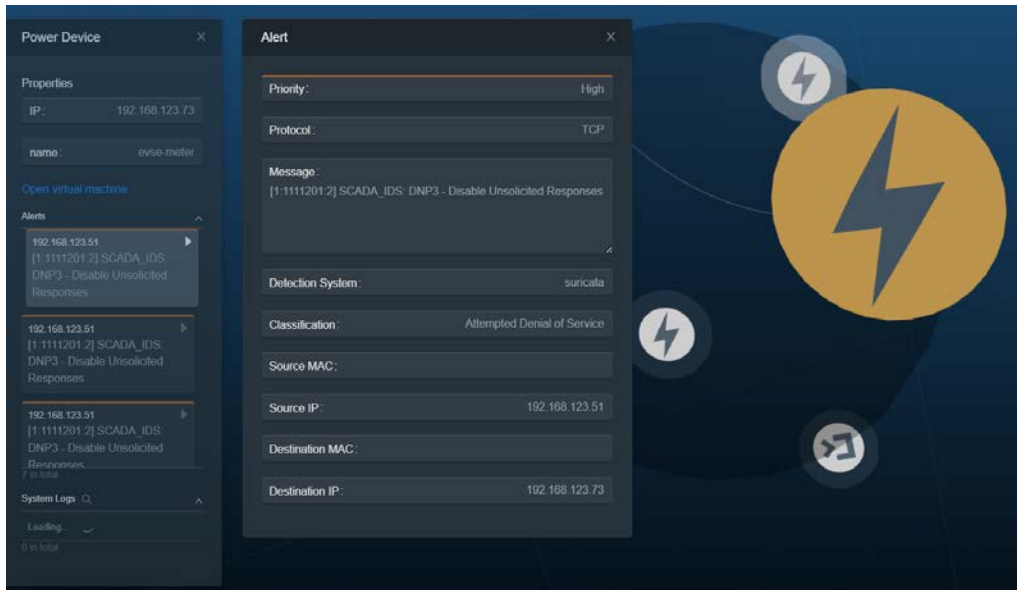 Power Device X
Properties
IP: 192.168.123.73
name: evse-meter
Open virtual machine
Alerts
192.168.123.51
[1:1111201:2] SCADA_IDS:
DNP3 - Disable Unsolicited
Responses
192.168.123.51
[1:1111201:2] SCADA_IDS:
DNP3 - Disable Unsolicited
Responses
192.168.123.51
[1:1111201:2] SCADA_IDS:
DNP3 - Disable Unsolicited
Responses
7 in total
System Logs
Loading...
0 in total
Alert X
Priority: High
Protocol: TCP
Message:
[1:1111201:2] SCADA_IDS: DNP3 - Disable Unsolicited Responses
Detection System: suricata
Classification: Attempted Denial of Service
Source MAC:
Source IP: 192.168.123.51
Destination MAC:
Destination IP: 192.168.123.73